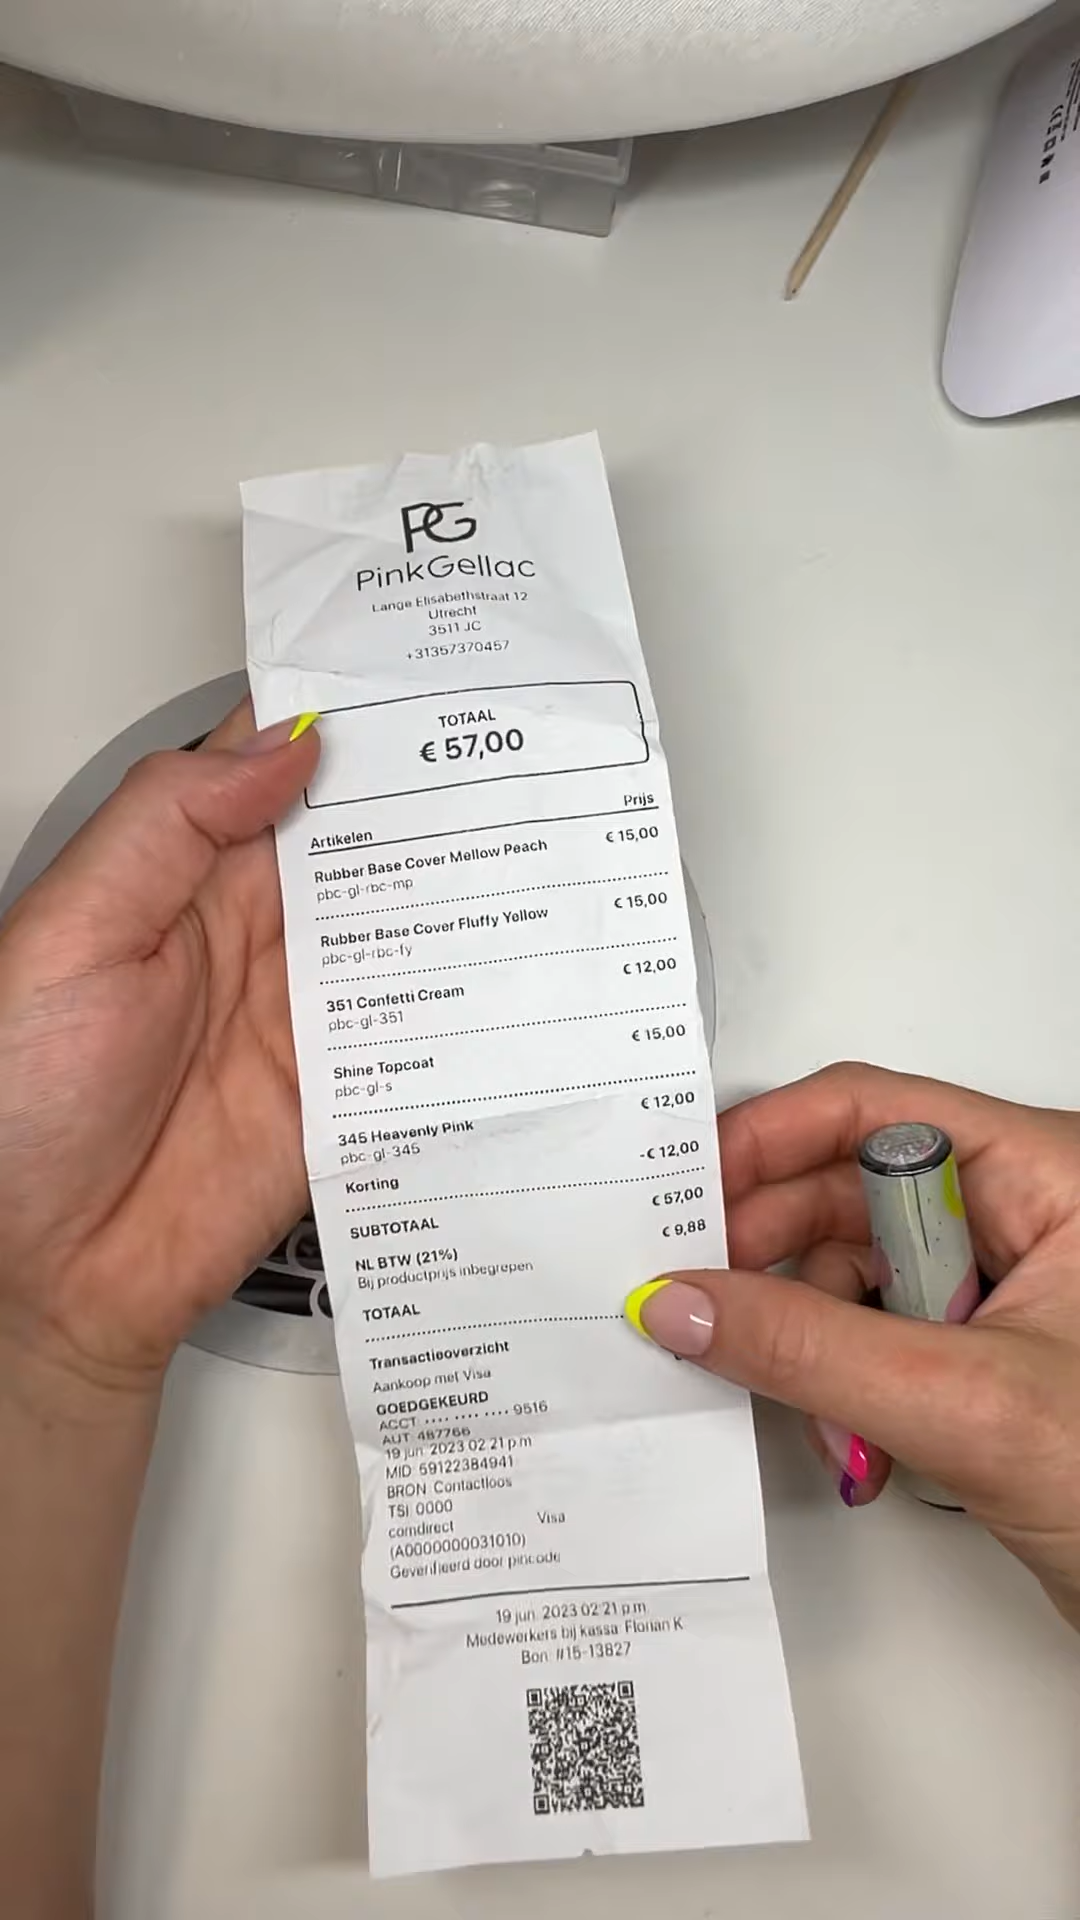 PG
PinkGellac
Lange Elisabethstraat 12
Utrecht
3511 JC
+31357370457
TOTAAL
€ 57,00
Artikelen Prijs
Rubber Base Cover Mellow Peach € 15,00
pbc-gl-rbc-mp
Rubber Base Cover Fluffy Yellow € 15,00
pbc-gl-rbc-fy
351 Confetti Cream € 12,00
pbc-gl-351
Shine Topcoat € 15,00
pbc-gl-s
345 Heavenly Pink € 12,00
pbc-gl-345
Korting -€ 12,00
SUBTOTAAL € 57,00
NL BTW (21%) € 9,88
Bij productprijs inbegrepen
TOTAAL
Transactieoverzicht
Aankoop met Visa
GOEDGEKEURD
ACCT ···· ···· ···· 9516
AUT: 487766
19 jun. 2023 02:21 p.m.
MID: 59122384941
BRON: Contactloos
TSI: 0000
comdirect Visa
(A0000000031010)
Geverifieerd door pincode
19 jun. 2023 02:21 p.m.
Medewerkers bij kassa: Florian K
Bon: #15-13827